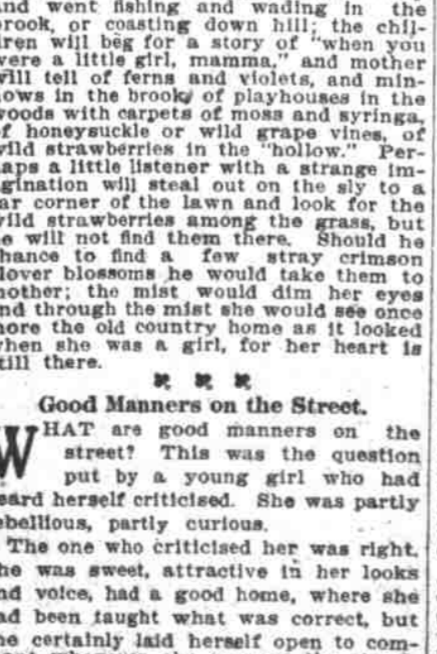 and went fishing and wading in the
brook, or coasting down hill; the chil-
dren will beg for a story of "when you
were a little girl, mamma," and mother
will tell of ferns and violets, and min-
nows in the brook, of playhouses in the
woods with carpets of moss and syringa,
of honeysuckle or wild grape vines, of
wild strawberries in the "hollow." Per-
haps a little listener with a strange im-
agination will steal out on the sly to a
far corner of the lawn and look for the
wild strawberries among the grass, but
he will not find them there. Should he
chance to find a few stray crimson
clover blossoms he would take them to
mother; the mist would dim her eyes
and through the mist she would see once
more the old country home as it looked
when she was a girl, for her heart is
still there.
Good Manners on the Street.
WHAT are good manners on the
street? This was the question
put by a young girl who had
heard herself criticised. She was partly
rebellious, partly curious.
The one who criticised her was right.
She was sweet, attractive in her looks
and voice, had a good home, where she
had been taught what was correct, but
she certainly laid herself open to com-